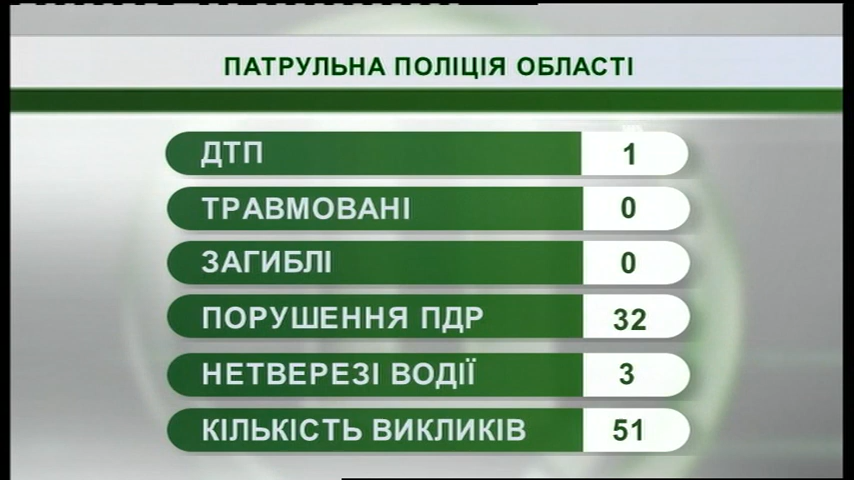 ПАТРУЛЬНА ПОЛІЦІЯ ОБЛАСТІ
ДТП 1
ТРАВМОВАНІ 0
ЗАГИБЛІ 0
ПОРУШЕННЯ ПДР 32
НЕТВЕРЕЗІ ВОДІЇ 3
КІЛЬКІСТЬ ВИКЛИКІВ 51